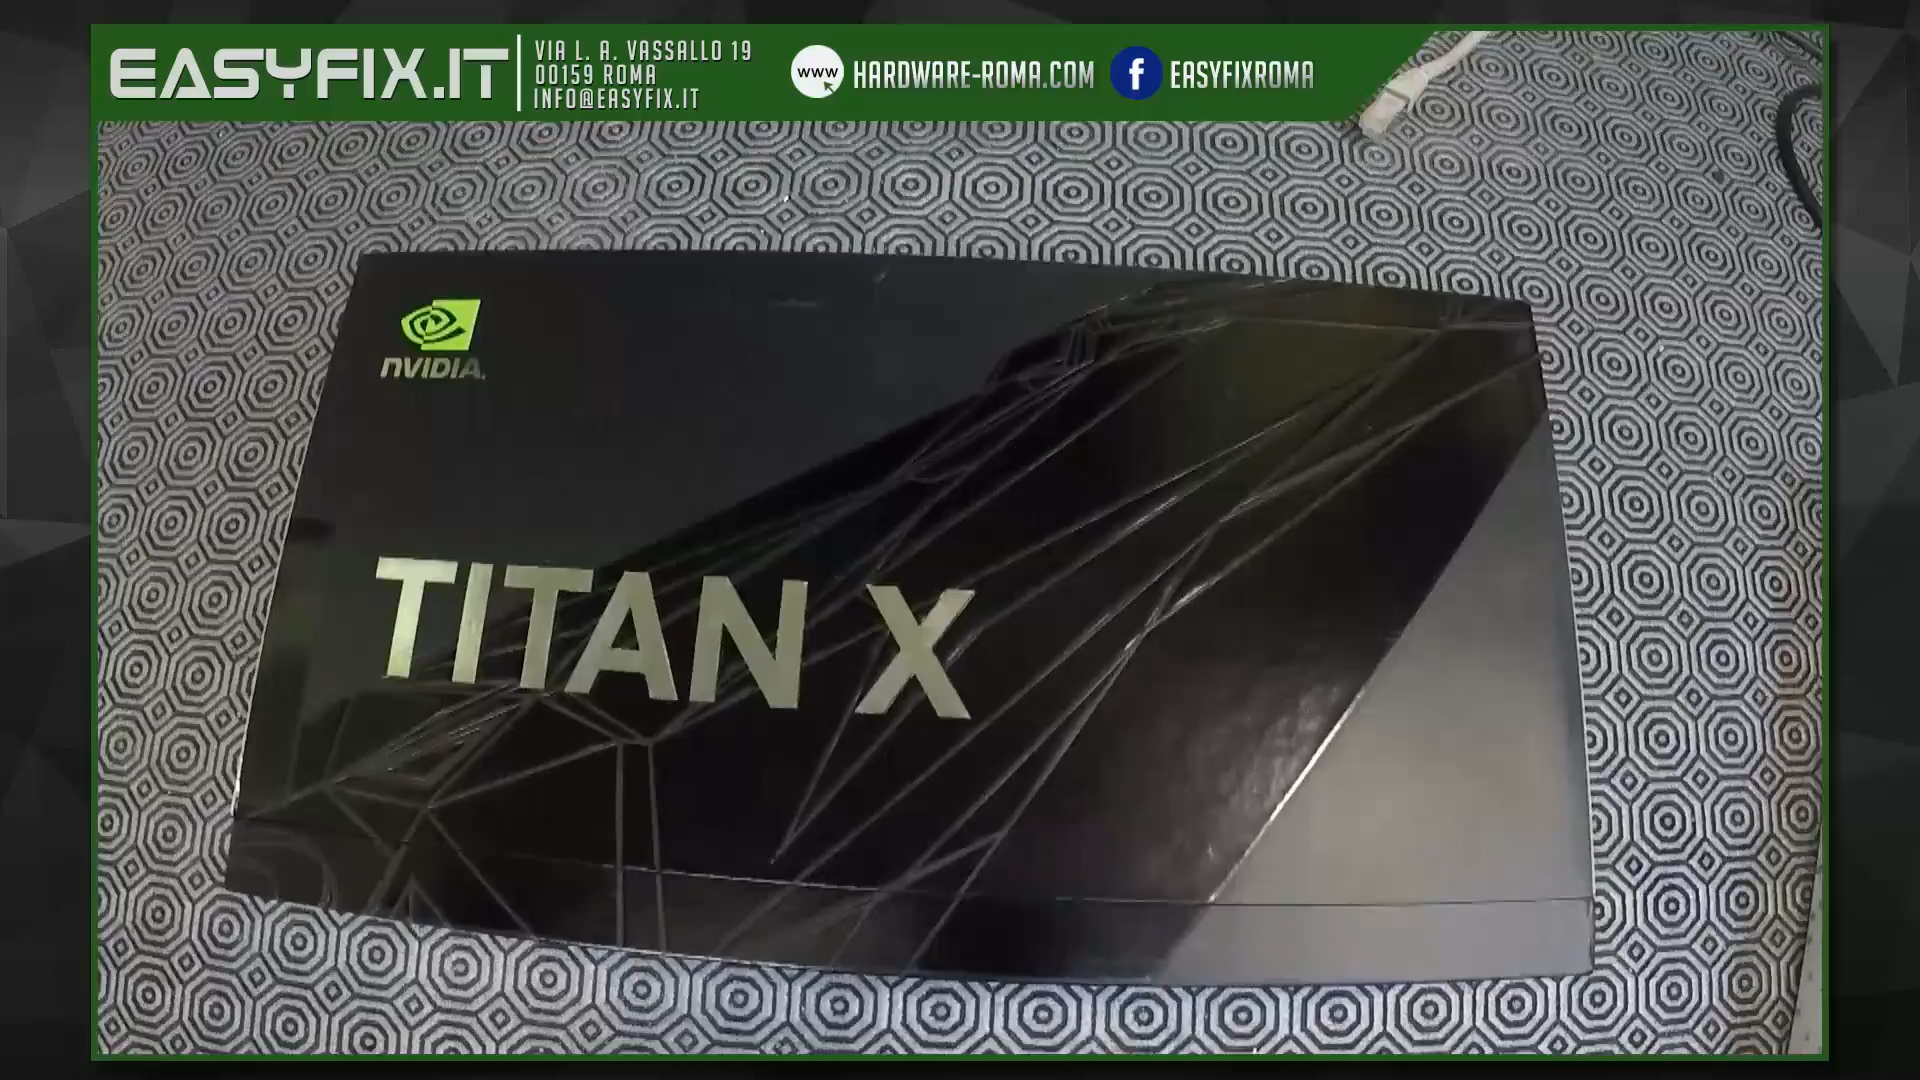 EASYFIX.IT
VIA L. A. VASSALLO 19
00159 ROMA
INFO@EASYFIX.IT
WWW
HARDWARE-ROMA.COM
f
EASYFIXROMA
NVIDIA.
TITAN X